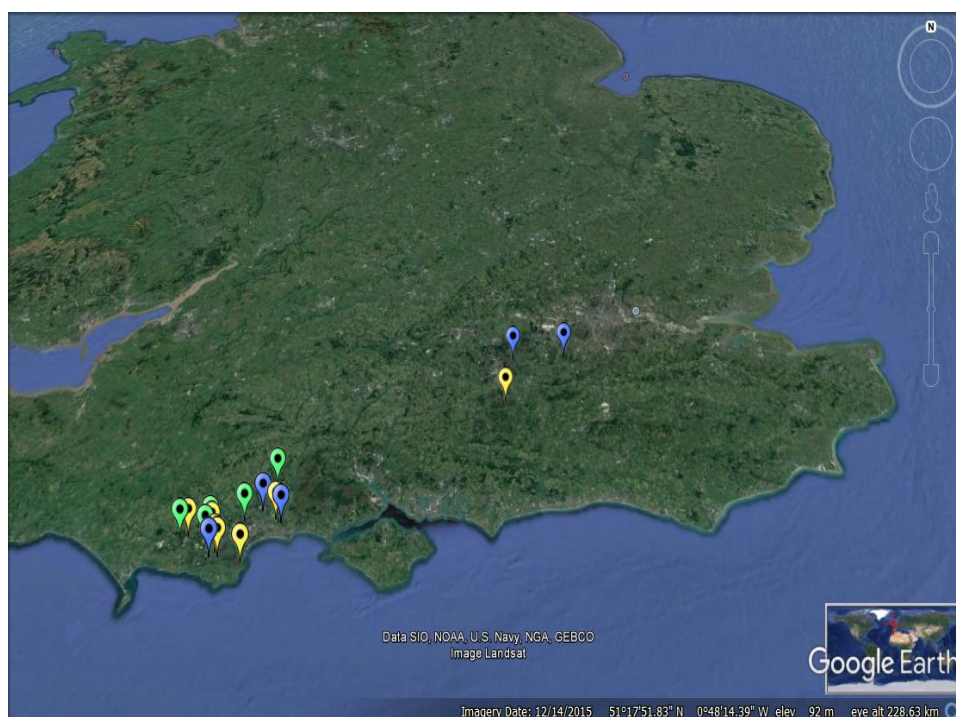 N
Data SIO, NOAA, U.S. Navy, NGA, GEBCO
Image Landsat
Google Earth
Imagery Date: 12/14/2015 51°17'51.83" N 0°48'14.39" W elev 92 m eye alt 228.63 km